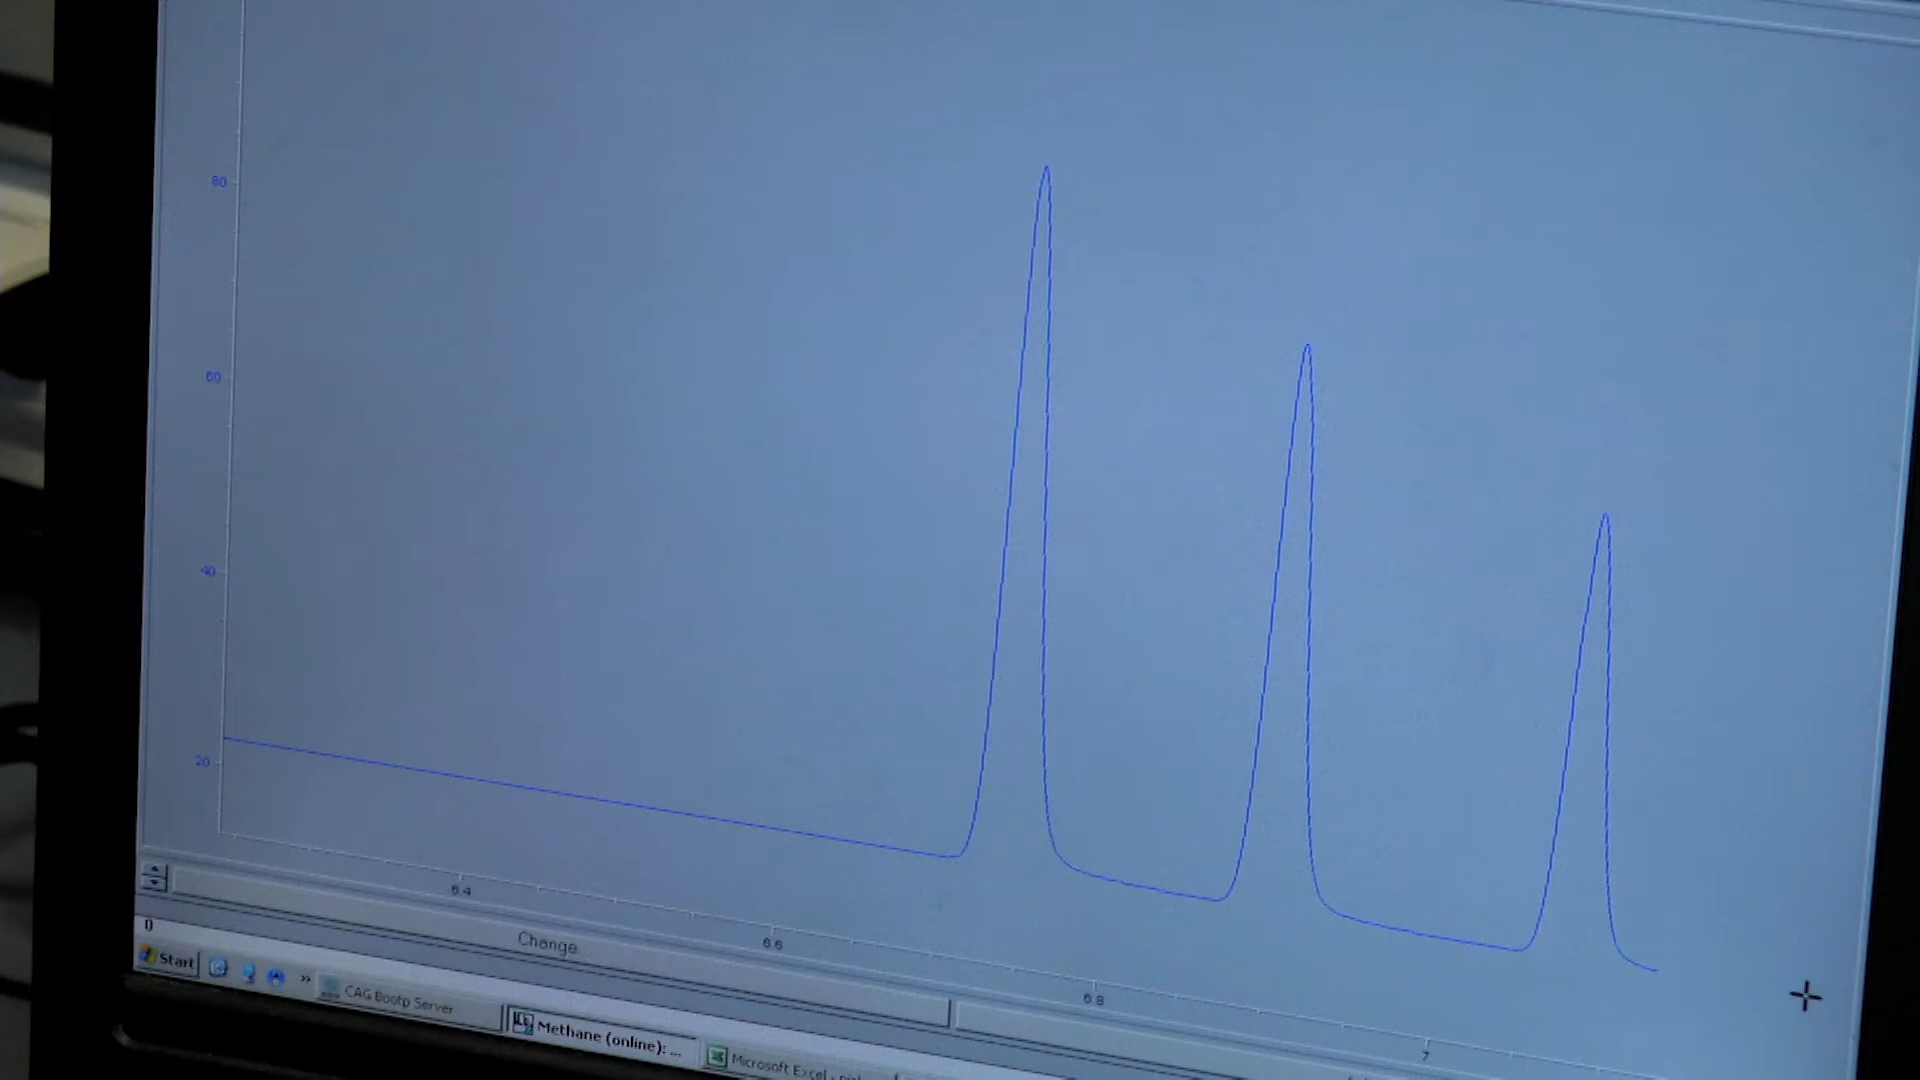 80
60
40
20
6.4
6.6
6.8
7
Change
0
Start
»
CAG Bootp Server
Methane (online): ...
Microsoft Excel -